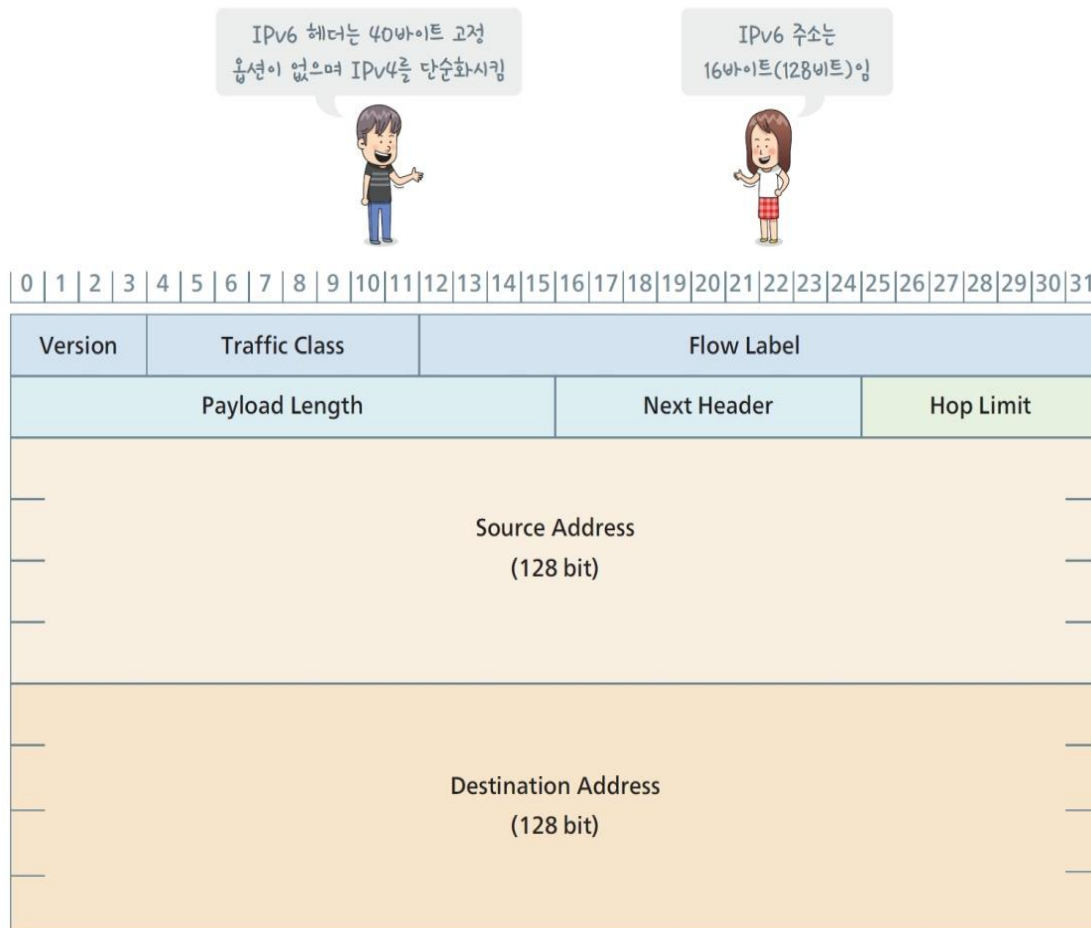 IPv6 헤더는 40바이트 고정
옵션이 없으며 IPv4를 단순화시킴
IPv6 주소는
16바이트(128비트)임
0 1 2 3 4 5 6 7 8 9 10 11 12 13 14 15 16 17 18 19 20 21 22 23 24 25 26 27 28 29 30 31
Version Traffic Class Flow Label
Payload Length Next Header Hop Limit
Source Address
(128 bit)
Destination Address
(128 bit)